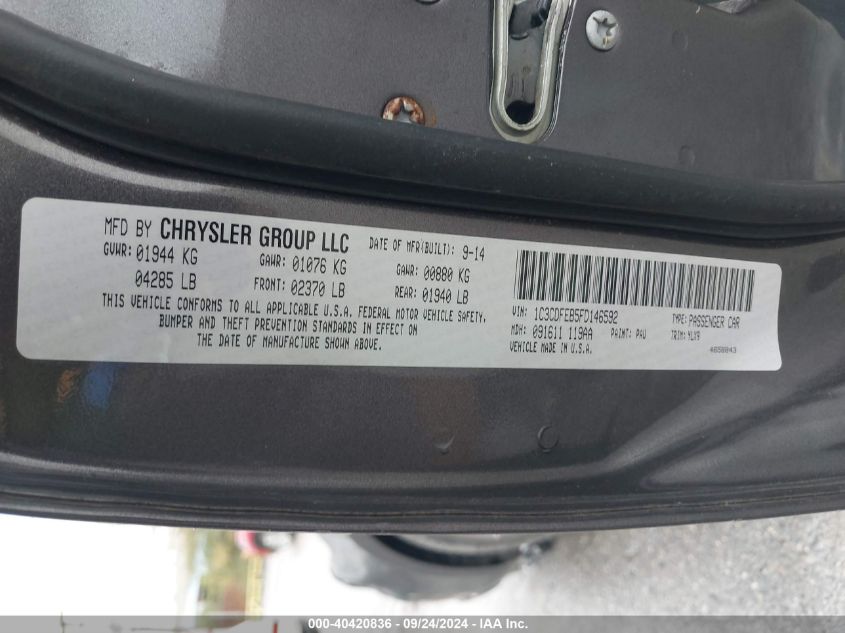 MFD BY CHRYSLER GROUP LLC DATE OF MFR(BUILT): 9-14
GVWR: 01944 KG GAWR: 01076 KG GAWR: 00880 KG
04285 LB FRONT: 02370 LB REAR: 01940 LB
THIS VEHICLE CONFORMS TO ALL APPLICABLE U.S.A. FEDERAL MOTOR VEHICLE SAFETY,
BUMPER AND THEFT PREVENTION STANDARDS IN EFFECT ON
THE DATE OF MANUFACTURE SHOWN ABOVE.
VIN: 1C3CDFEB5FD146592 TYPE: PASSENGER CAR
MDH: 091611 119AA PAINT: PAU TRIM: YLX9
VEHICLE MADE IN U.S.A. 4658043
000-40420836 - 09/24/2024 - IAA Inc.